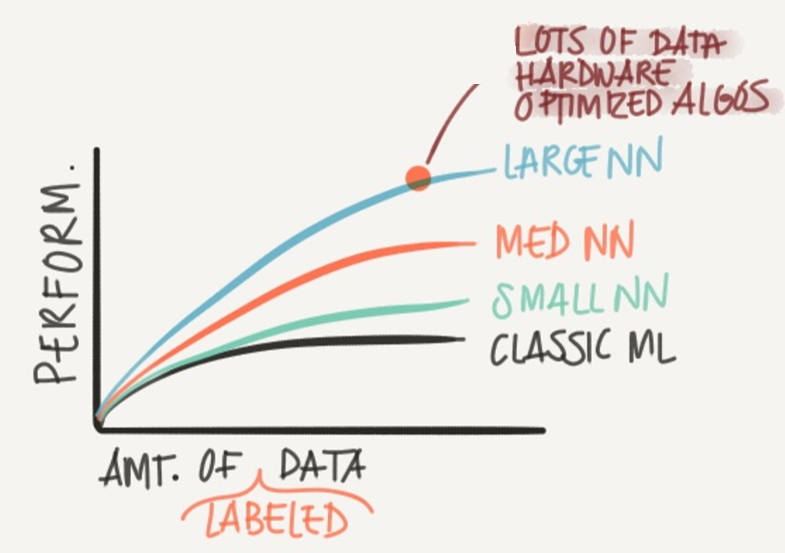 LOTS OF DATA
HARDWARE
OPTIMIZED ALGOS
LARGE NN
MED NN
SMALL NN
CLASSIC ML
PERFORM.
AMT. OF DATA
LABELED